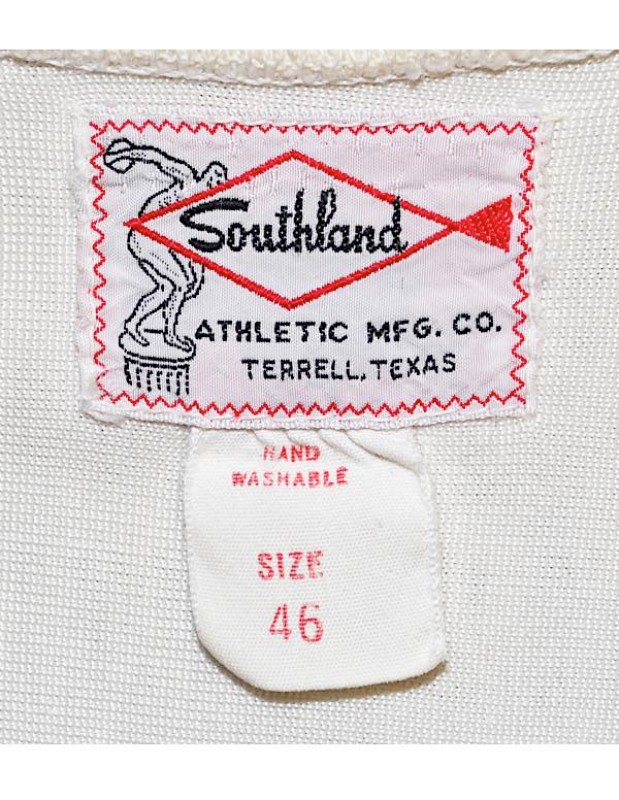 Southland
ATHLETIC MFG. CO.
TERRELL, TEXAS
HAND
WASHABLE
SIZE
46